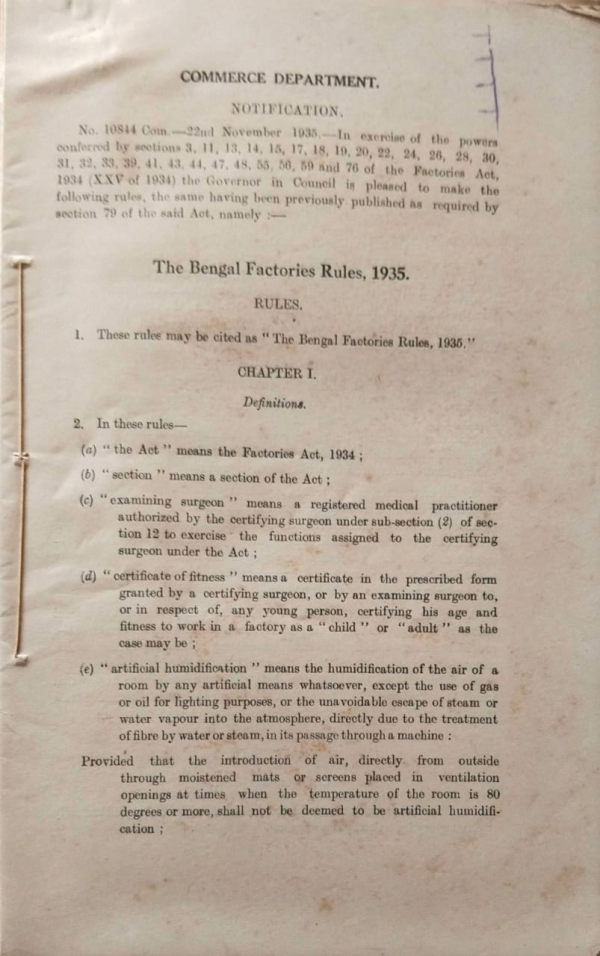 COMMERCE DEPARTMENT.
NOTIFICATION.
No. 10844 Com.—22nd November 1935.—In exercise of the powers
conferred by sections 3, 11, 13, 14, 15, 17, 18, 19, 20, 22, 24, 26, 28, 30,
31, 32, 33, 39, 41, 43, 44, 47, 48, 55, 56, 59 and 76 of the Factories Act,
1934 (XXV of 1934) the Governor in Council is pleased to make the
following rules, the same having been previously published as required by
section 79 of the said Act, namely :—
The Bengal Factories Rules, 1935.
RULES.
1. These rules may be cited as “ The Bengal Factories Rules, 1935.”
CHAPTER I.
Definitions.
2. In these rules—
(a) “ the Act ” means the Factories Act, 1934 ;
(b) “ section ” means a section of the Act ;
(c) “ examining surgeon ” means a registered medical practitioner
authorized by the certifying surgeon under sub-section (2) of sec-
tion 12 to exercise the functions assigned to the certifying
surgeon under the Act ;
(d) “ certificate of fitness ” means a certificate in the prescribed form
granted by a certifying surgeon, or by an examining surgeon to,
or in respect of, any young person, certifying his age and
fitness to work in a factory as a “ child ” or “ adult ” as the
case may be ;
(e) “ artificial humidification ” means the humidification of the air of a
room by any artificial means whatsoever, except the use of gas
or oil for lighting purposes, or the unavoidable escape of steam or
water vapour into the atmosphere, directly due to the treatment
of fibre by water or steam, in its passage through a machine :
Provided that the introduction of air, directly from outside
through moistened mats or screens placed in ventilation
openings at times when the temperature of the room is 80
degrees or more, shall not be deemed to be artificial humidifi-
cation ;